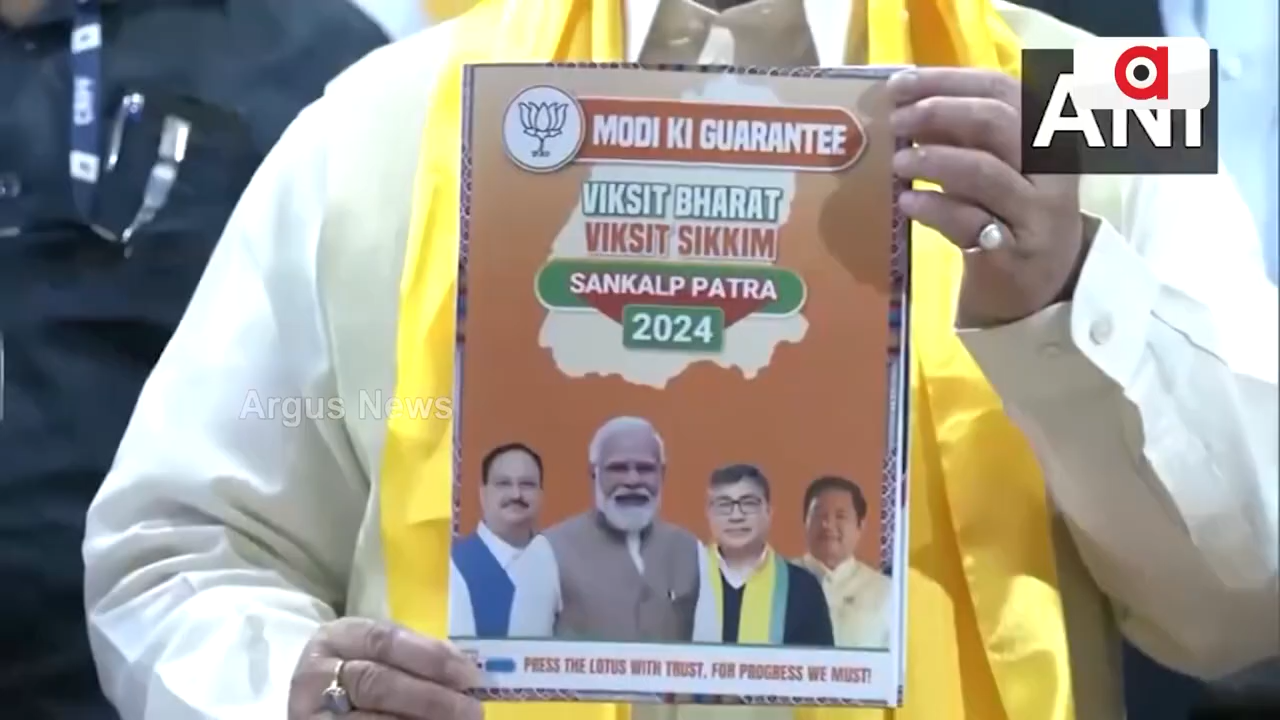 MODI KI GUARANTEE
VIKSIT BHARAT
VIKSIT SIKKIM
SANKALP PATRA
2024
PRESS THE LOTUS WITH TRUST, FOR PROGRESS WE MUST!
a
ANI
Argus News